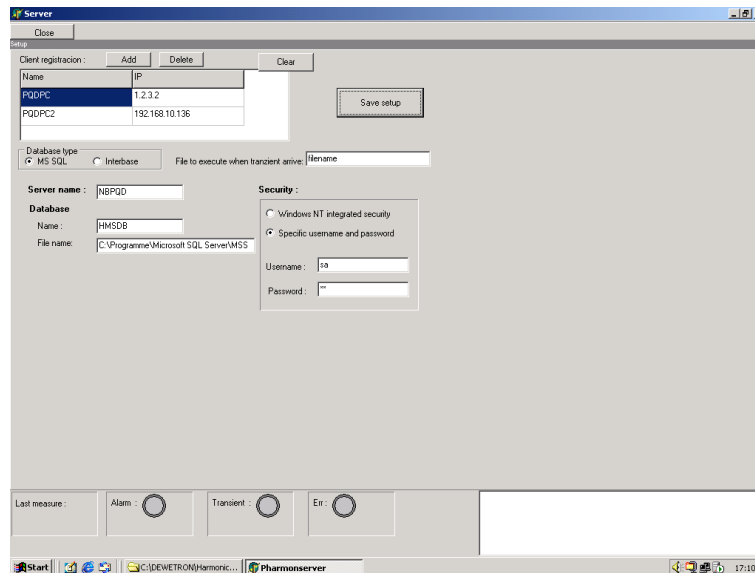 Server
Close
Setup
Client registracion : Add Delete Clear
Name IP
PQDPC 1.2.3.2
PQDPC2 192.168.10.136
Save setup
Database type
MS SQL Interbase
File to execute when tranzient arrive: filename
Server name : NBPQD
Database
Name : HMSDB
File name: C:\Programme\Microsoft SQL Server\MSS
Security :
Windows NT integrated security
Specific username and password
Username : sa
Password : **
Last measure : Alarm : Transient : Err :
Start C:\DEWETRON\Harmonic... Pharmonserver 17:10